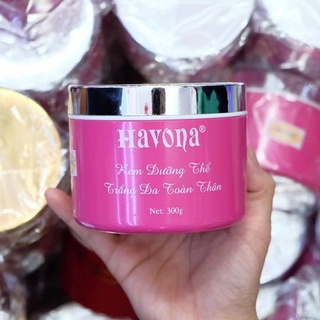 Havona®
Kem Dưỡng Thể
Trắng Da Toàn Thân
Net: 300g